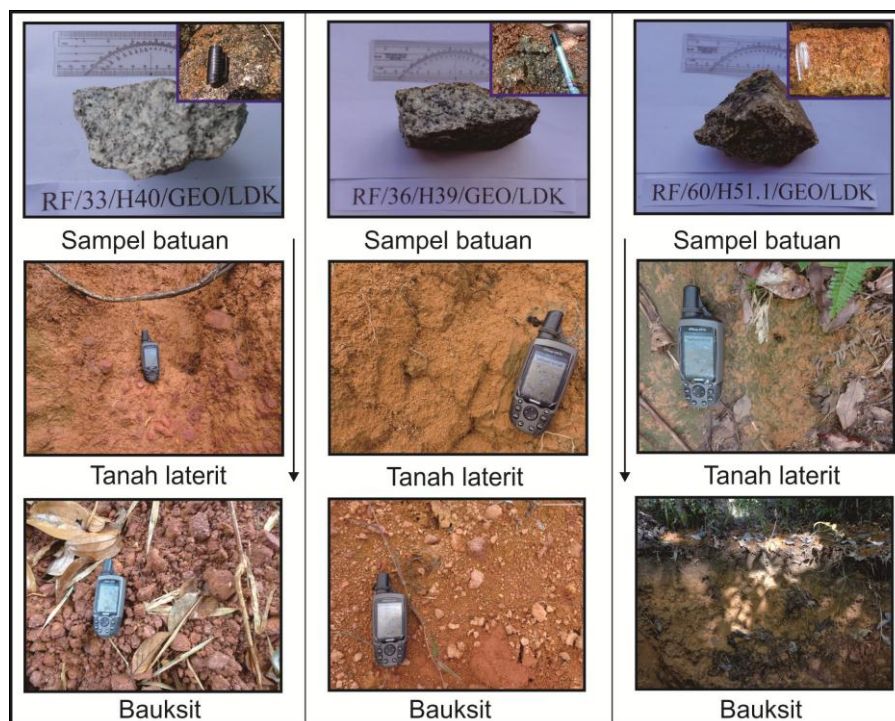 RF/33/H40/GEO/LDK
RF/36/H39/GEO/LDK
RF/60/H51.1/GEO/LDK
Sampel batuan
Sampel batuan
Sampel batuan
Tanah laterit
Tanah laterit
Tanah laterit
Bauksit
Bauksit
Bauksit